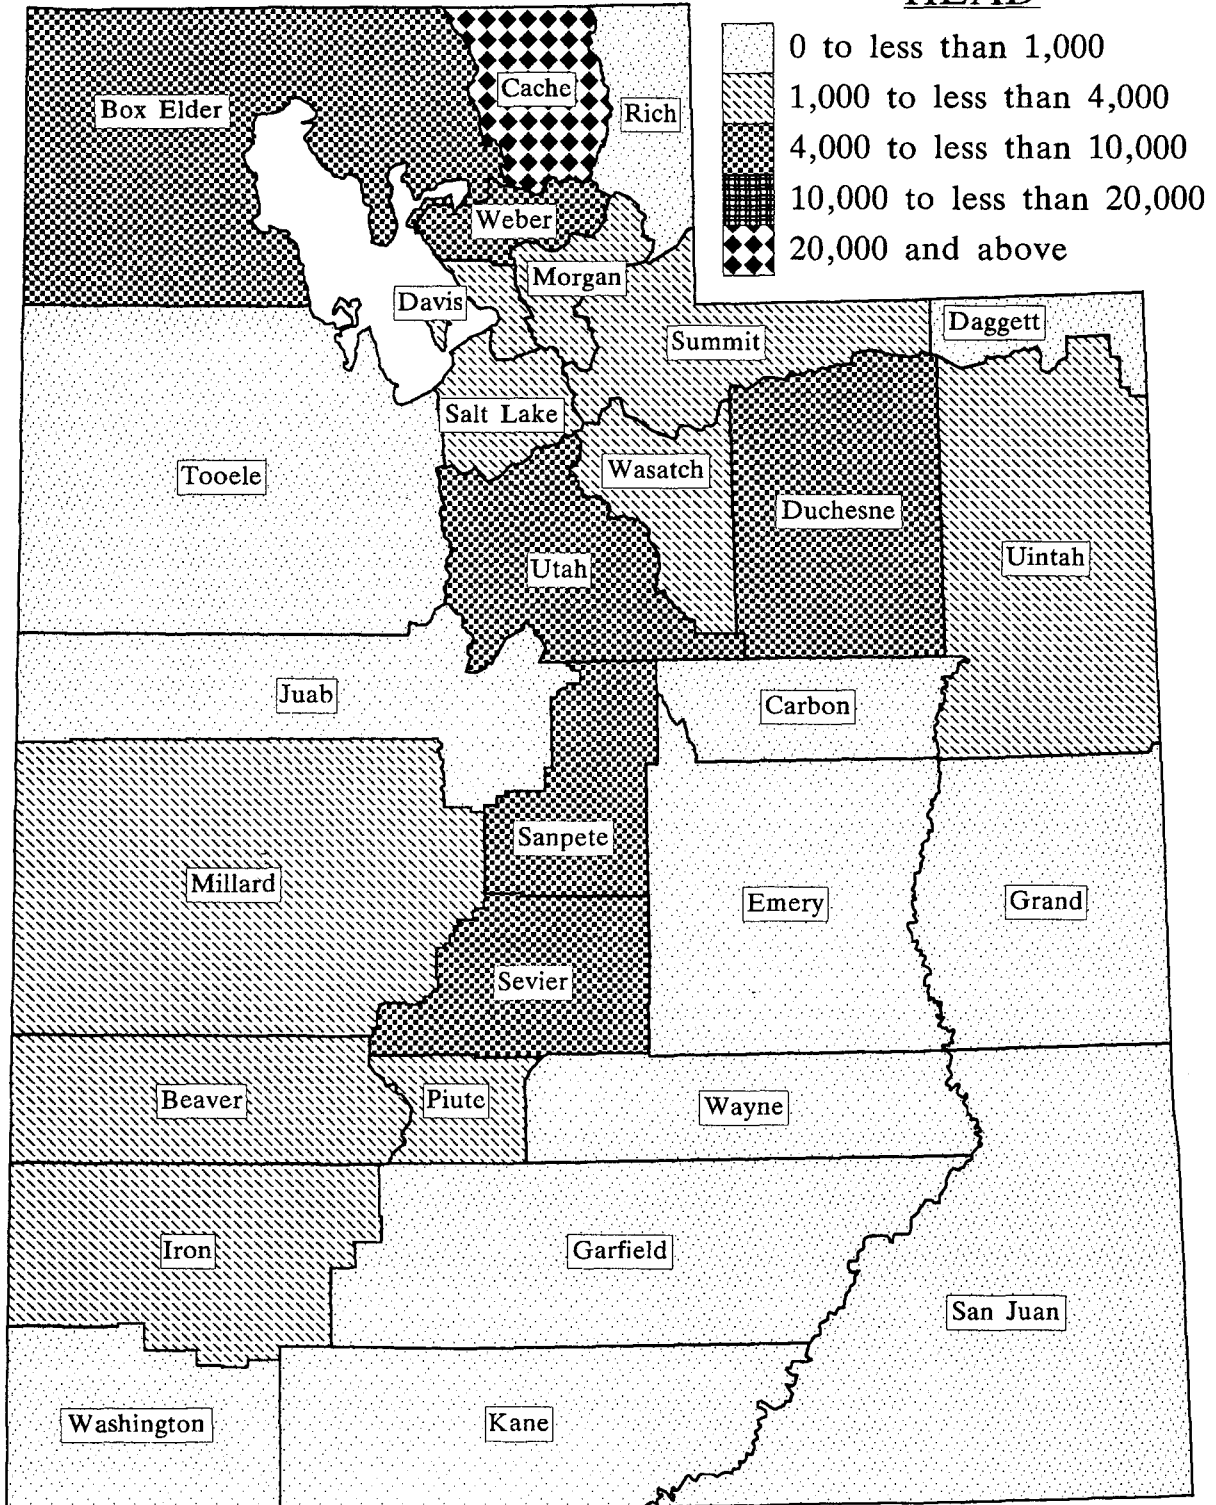 HEAD
0 to less than 1,000
1,000 to less than 4,000
4,000 to less than 10,000
10,000 to less than 20,000
20,000 and above
Cache
Box Elder
Rich
Weber
Morgan
Davis
Daggett
Summit
Salt Lake
Wasatch
Tooele
Duchesne
Uintah
Utah
Juab
Carbon
Sanpete
Millard
Emery
Grand
Sevier
Beaver
Piute
Wayne
Iron
Garfield
San Juan
Washington
Kane